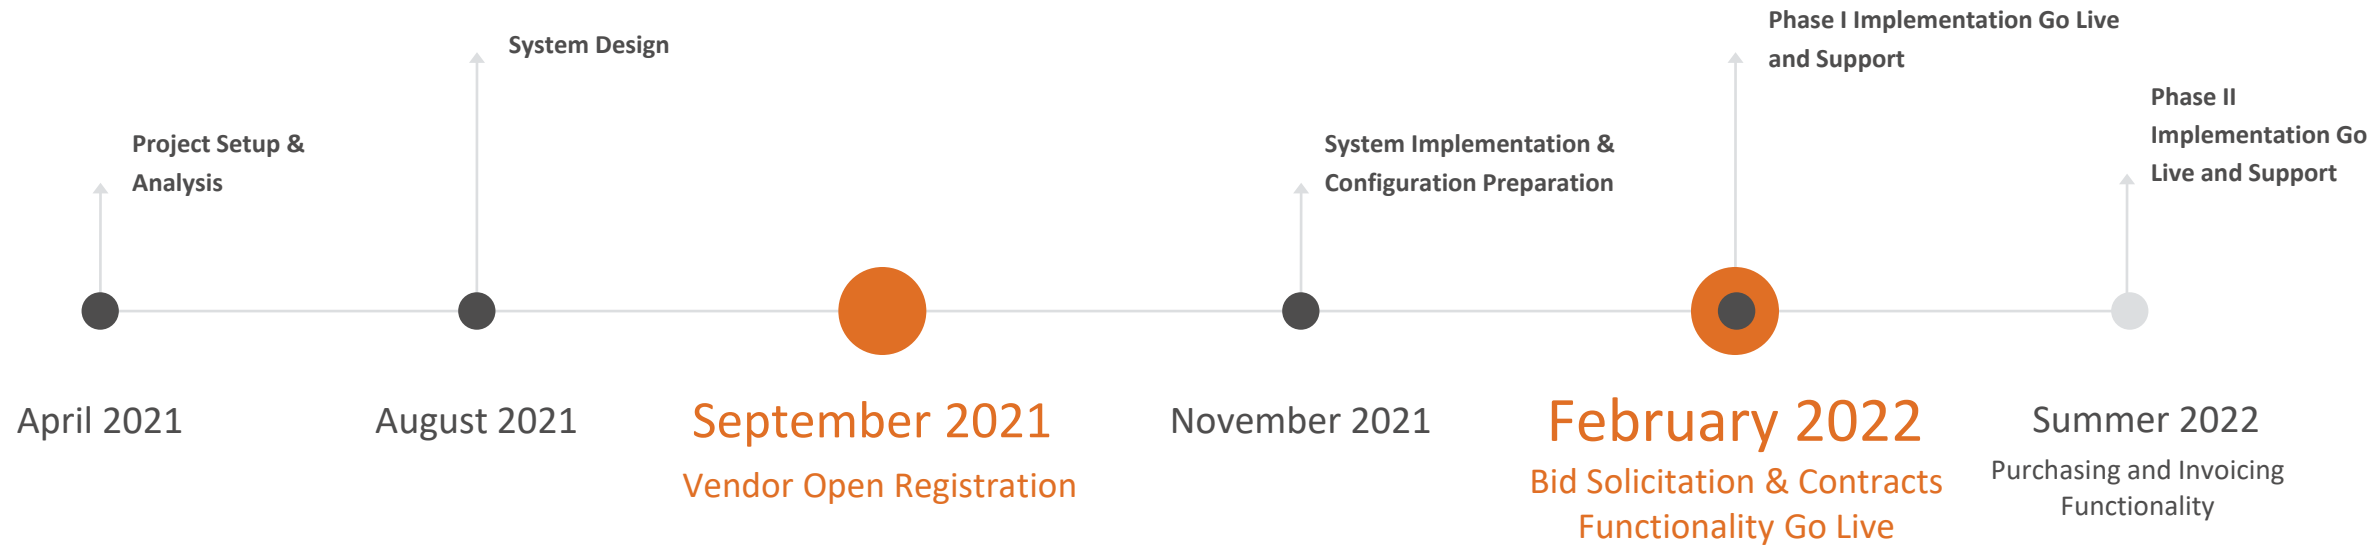 Project Setup &
Analysis
System Design
System Implementation &
Configuration Preparation
Phase I Implementation Go Live
and Support
Phase II
Implementation Go
Live and Support
April 2021
August 2021
September 2021
Vendor Open Registration
November 2021
February 2022
Bid Solicitation & Contracts
Functionality Go Live
Summer 2022
Purchasing and Invoicing
Functionality